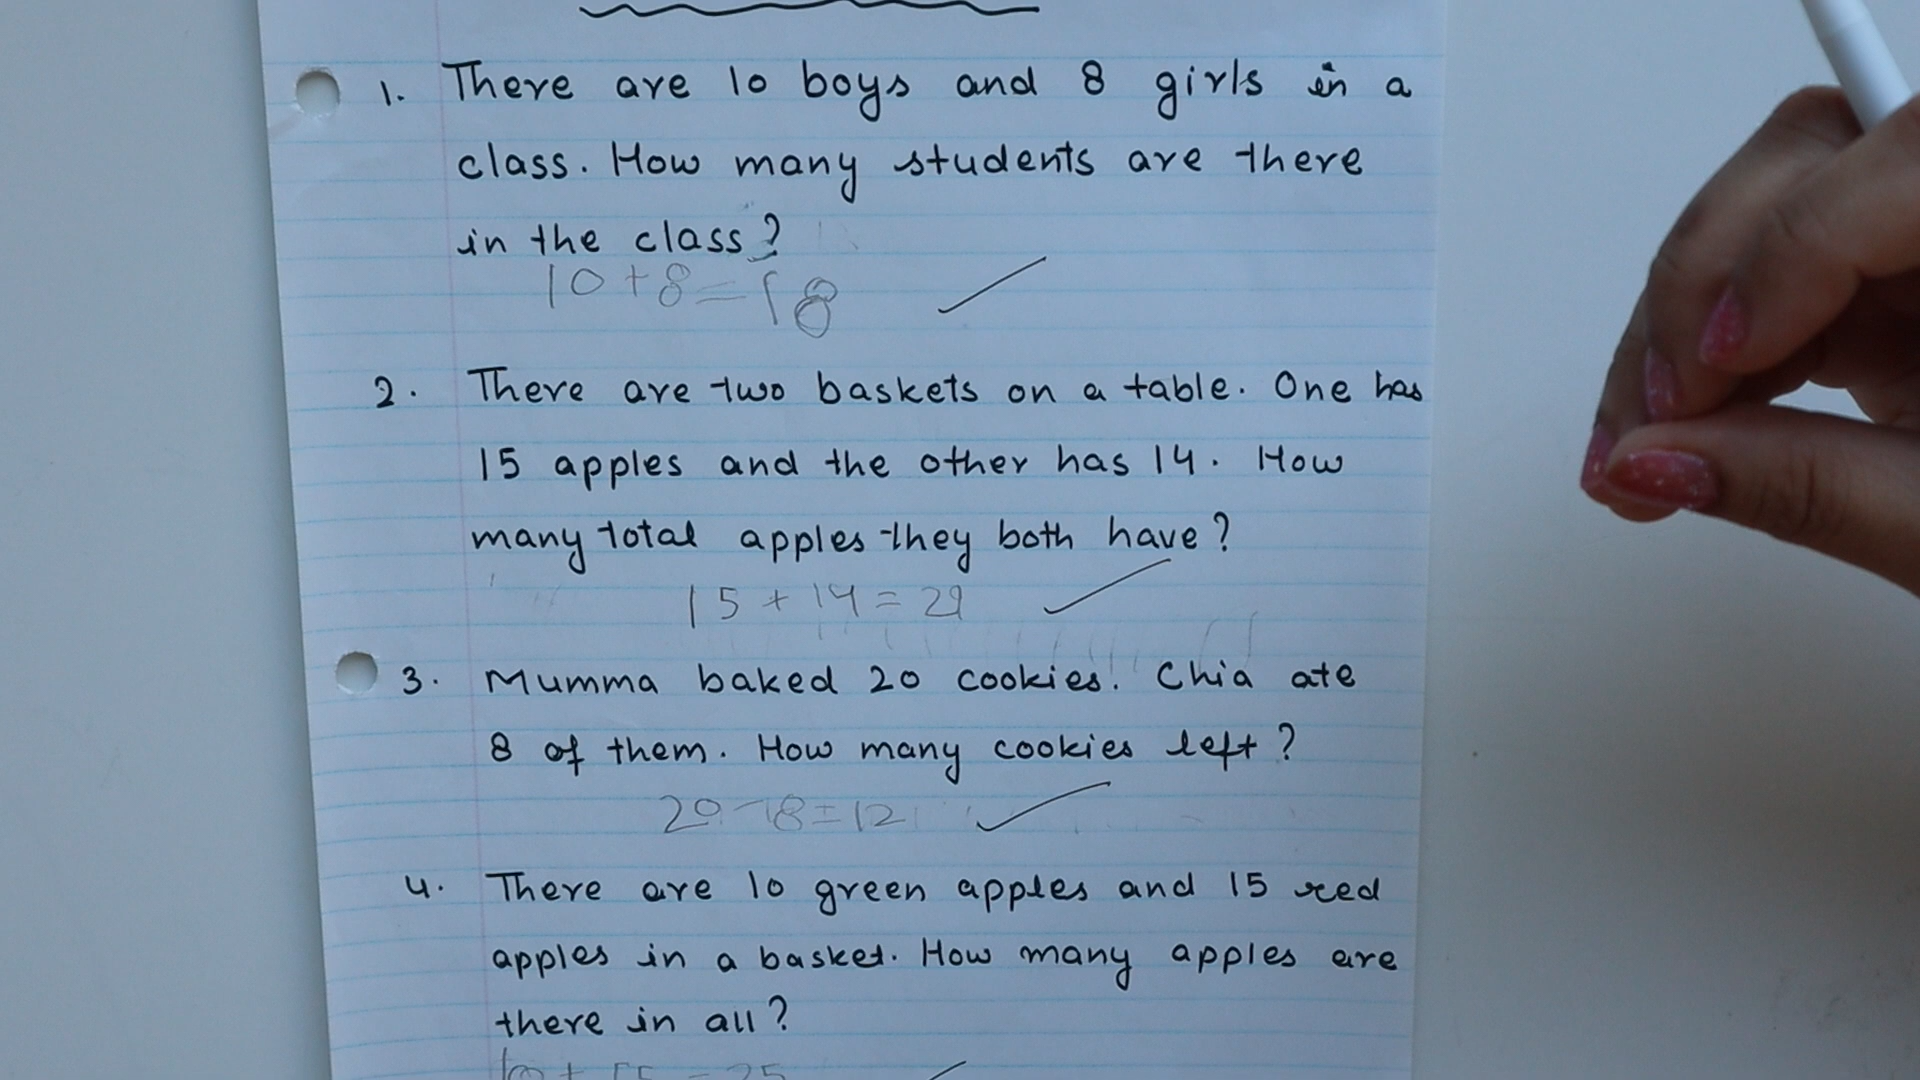 1. There are 10 boys and 8 girls in a
class. How many students are there
in the class?
10 + 8 = 18
2. There are two baskets on a table. One has
15 apples and the other has 14. How
many total apples they both have?
15 + 14 = 29
3. Mumma baked 20 cookies. Chia ate
8 of them. How many cookies left?
20 - 8 = 12
4. There are 10 green apples and 15 red
apples in a basket. How many apples are
there in all?
10 + 15 = 25